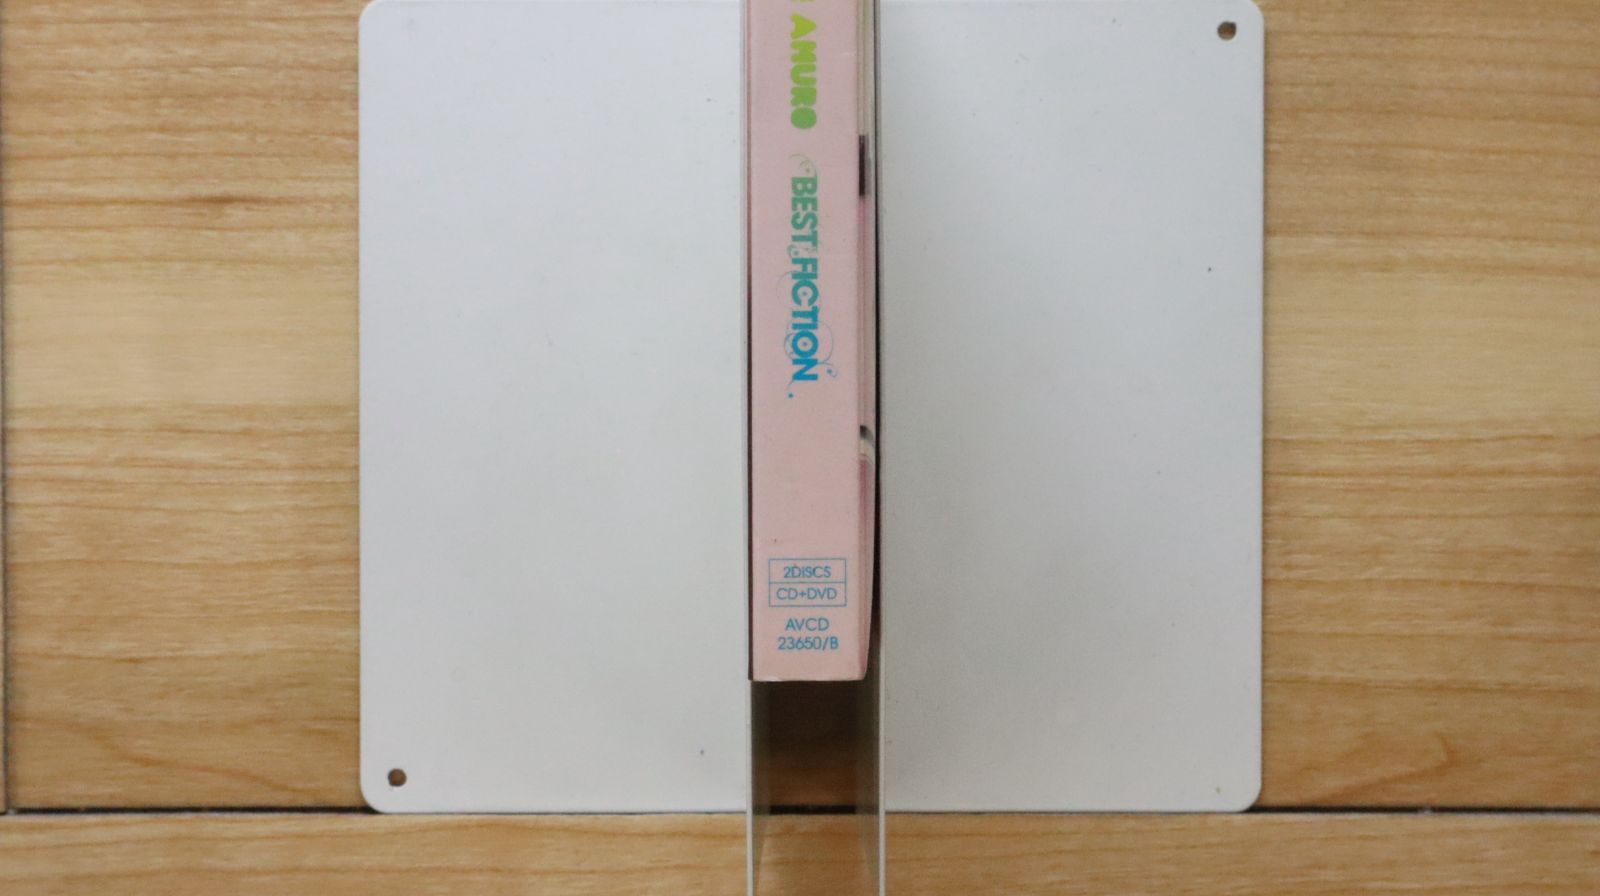 AMURO BEST FICTION.
2DISCS
CD+DVD
AVCD
23650/B